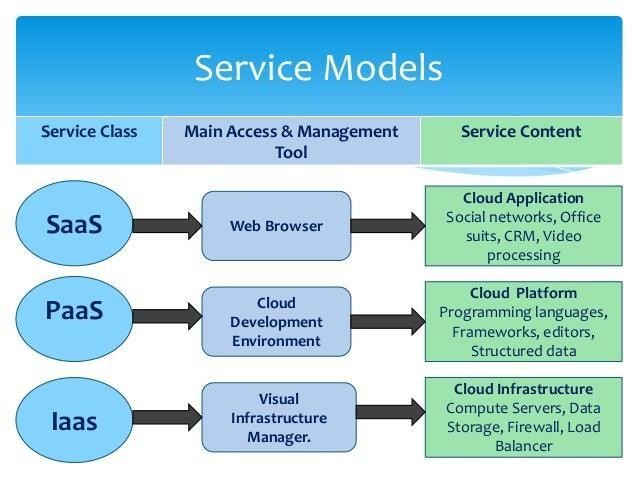 Service Models
Service Class
Main Access & Management
Tool
Service Content
SaaS
Web Browser
Cloud Application
Social networks, Office
suits, CRM, Video
processing
PaaS
Cloud
Development
Environment
Cloud Platform
Programming languages,
Frameworks, editors,
Structured data
Iaas
Visual
Infrastructure
Manager.
Cloud Infrastructure
Compute Servers, Data
Storage, Firewall, Load
Balancer